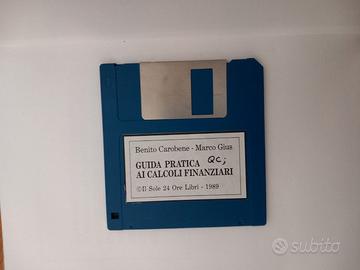 Benito Carobene - Marco Gius
GUIDA PRATICA QC;
AI CALCOLI FINANZIARI
©Il Sole 24 Ore Libri - 1989
subito